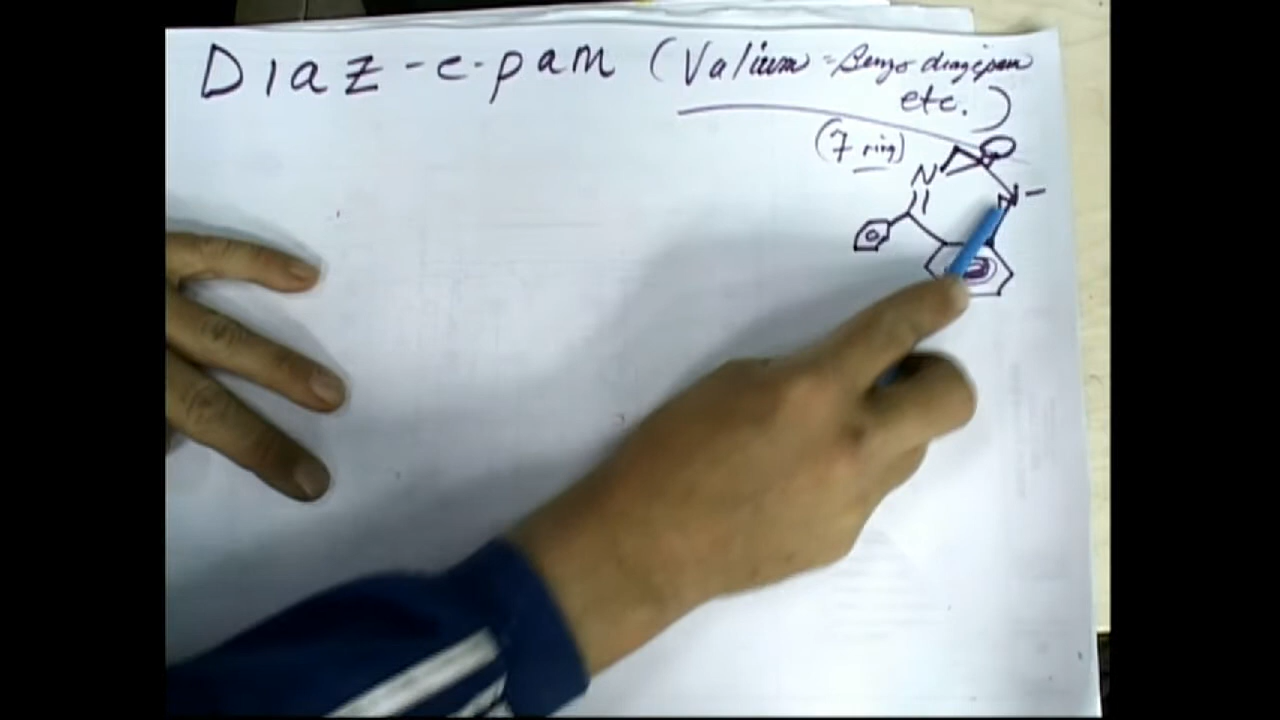 Diaz-e-pam (Valium = Benzodiazepam
etc.)
(7 ring)
N
N